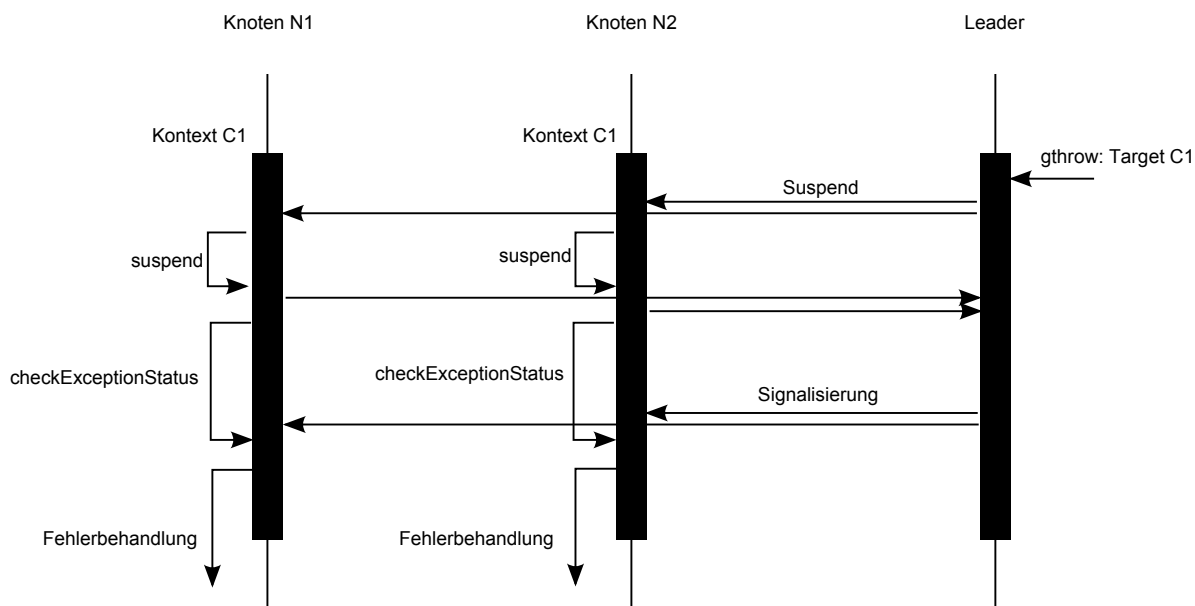 Knoten N1
Knoten N2
Leader
Kontext C1
Kontext C1
gthrow: Target C1
Suspend
suspend
suspend
checkExceptionStatus
checkExceptionStatus
Signalisierung
Fehlerbehandlung
Fehlerbehandlung